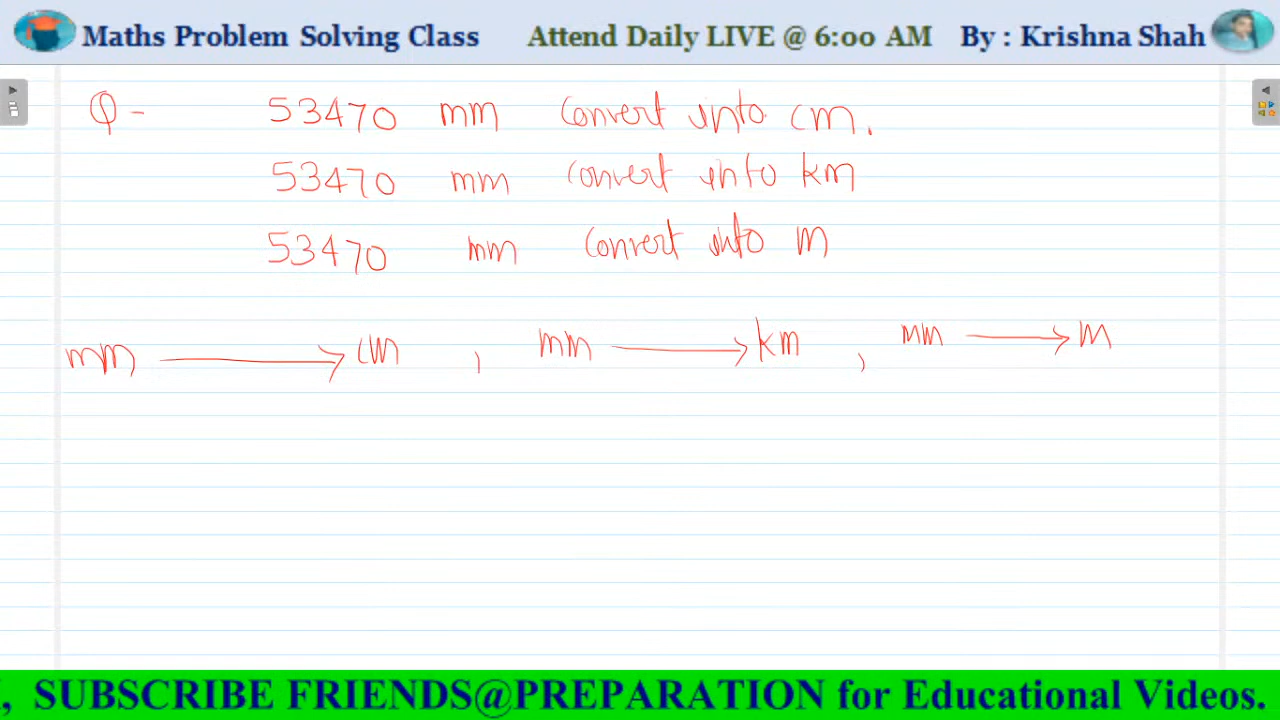 Maths Problem Solving Class Attend Daily LIVE @ 6:00 AM By : Krishna Shah
Q - 53470 mm convert into cm.
53470 mm convert into km
53470 mm convert into m
mm → cm , mm → km , mm → m
, SUBSCRIBE FRIENDS@PREPARATION for Educational Videos.